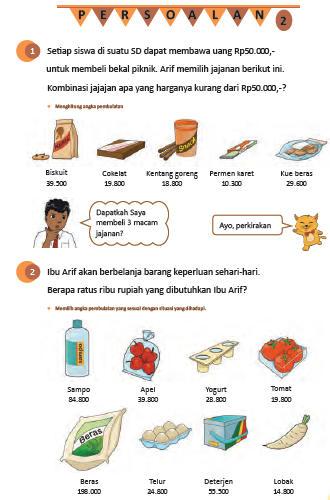 PERSOALAN 2
1 Setiap siswa di suatu SD dapat membawa uang Rp50.000,-
untuk membeli bekal piknik. Arif memilih jajanan berikut ini.
Kombinasi jajajan apa yang harganya kurang dari Rp50.000,-?
Menghitung angka pembulatan
Biskuit Cokelat Kentang goreng Permen karet Kue beras
39.500 19.800 18.800 10.300 29.600
Dapatkah Saya
membeli 3 macam
jajanan?
Ayo, perkirakan
2 Ibu Arif akan berbelanja barang keperluan sehari-hari.
Berapa ratus ribu rupiah yang dibutuhkan Ibu Arif?
Memilih angka pembulatan yang sesuai dengan situasi yang dihadapi.
sampo
Sampo Apel Yogurt Tomat
84.800 39.800 28.800 19.800
Beras
Beras Telur Deterjen Lobak
198.000 24.800 55.500 14.800